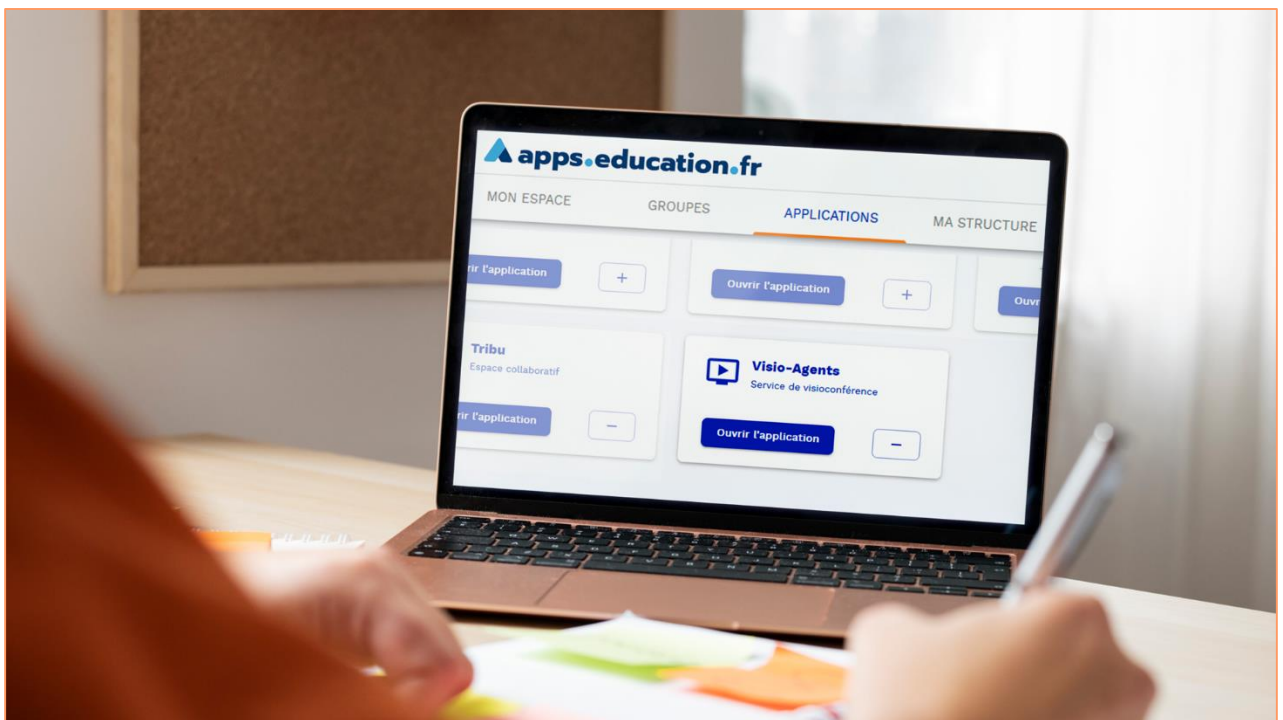 apps.education.fr
MON ESPACE GROUPES APPLICATIONS MA STRUCTURE
rir l'application + Ouvrir l'application + Ouvr
Tribu
Espace collaboratif
Visio-Agents
Service de visioconférence
rir l'application − Ouvrir l'application −